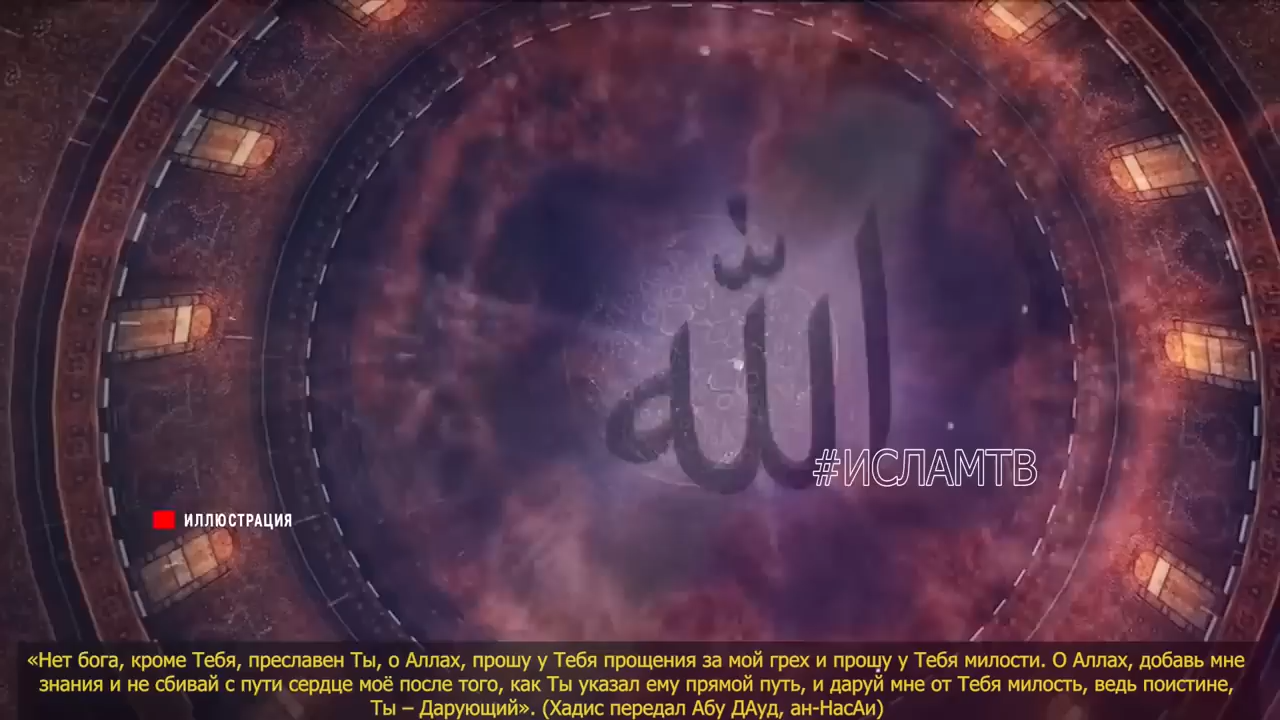 الله
#ИСЛАМТВ
ИЛЛЮСТРАЦИЯ
«Нет бога, кроме Тебя, преславен Ты, о Аллах, прошу у Тебя прощения за мой грех и прошу у Тебя милости. О Аллах, добавь мне
знания и не сбивай с пути сердце моё после того, как Ты указал ему прямой путь, и даруй мне от Тебя милость, ведь поистине,
Ты – Дарующий». (Хадис передал Абу ДАуд, ан-НасАи)